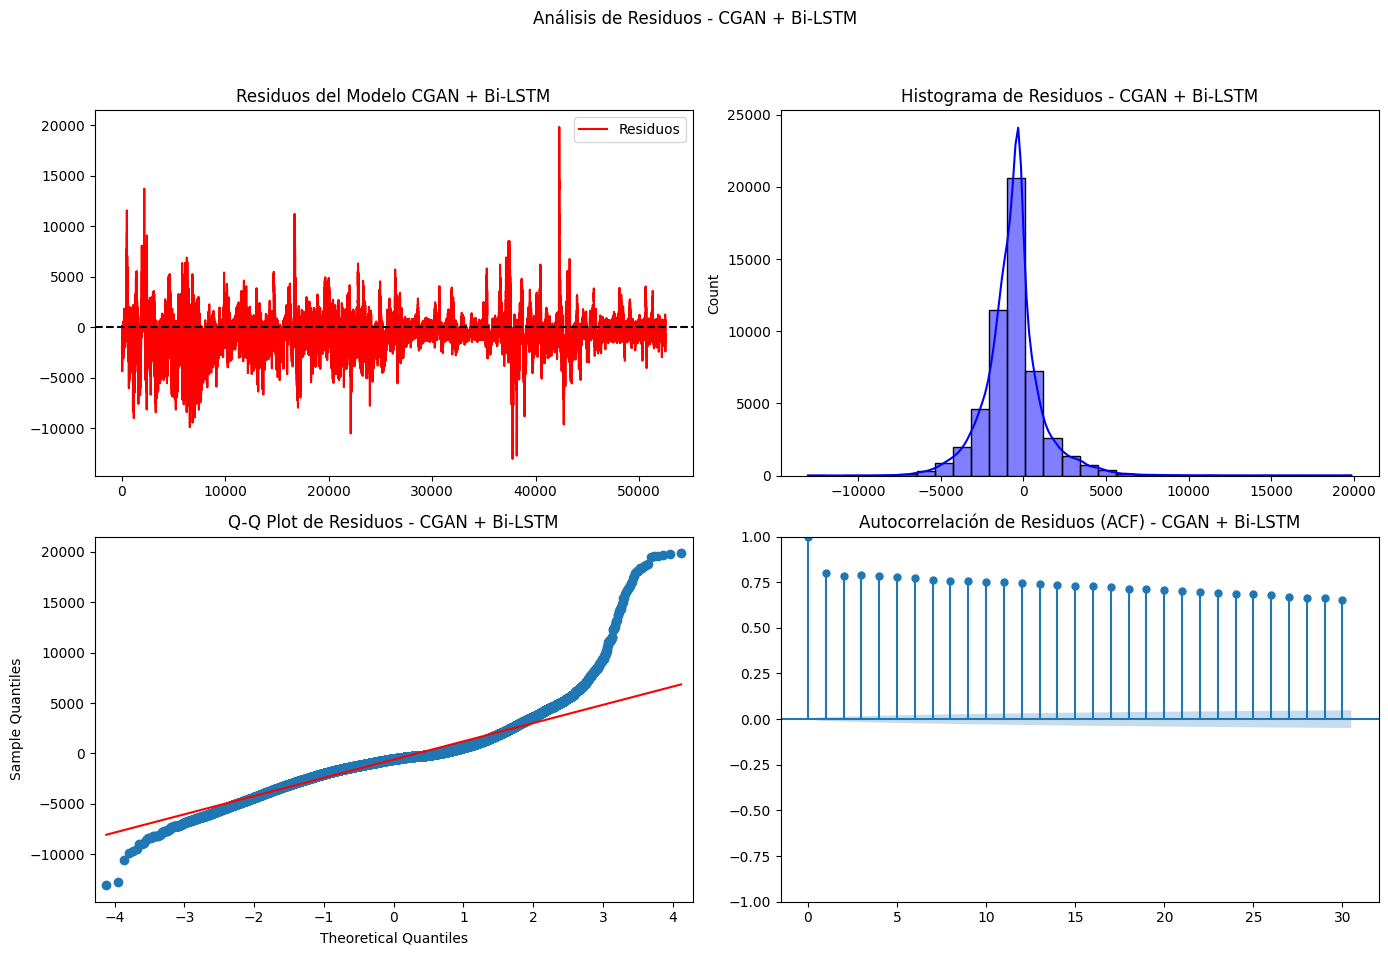 Análisis de Residuos - CGAN + Bi-LSTM
Residuos del Modelo CGAN + Bi-LSTM
Residuos
20000
15000
10000
5000
0
−5000
−10000
0 10000 20000 30000 40000 50000
Histograma de Residuos - CGAN + Bi-LSTM
Count
25000
20000
15000
10000
5000
0
−10000 −5000 0 5000 10000 15000 20000
Q-Q Plot de Residuos - CGAN + Bi-LSTM
Sample Quantiles
20000
15000
10000
5000
0
−5000
−10000
−4 −3 −2 −1 0 1 2 3 4
Theoretical Quantiles
Autocorrelación de Residuos (ACF) - CGAN + Bi-LSTM
1.00
0.75
0.50
0.25
0.00
−0.25
−0.50
−0.75
−1.00
0 5 10 15 20 25 30